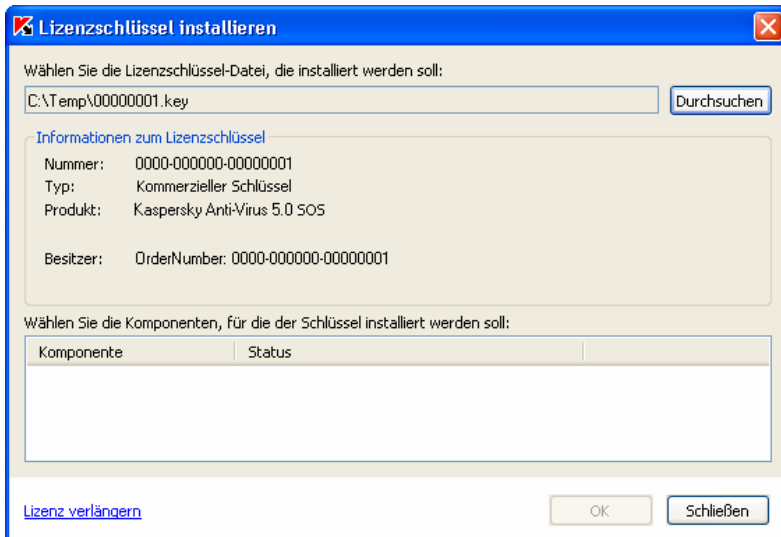 Lizenzschlüssel installieren
Wählen Sie die Lizenzschlüssel-Datei, die installiert werden soll:
C:\Temp\00000001.key Durchsuchen
Informationen zum Lizenzschlüssel
Nummer: 0000-000000-00000001
Typ: Kommerzieller Schlüssel
Produkt: Kaspersky Anti-Virus 5.0 SOS
Besitzer: OrderNumber: 0000-000000-00000001
Wählen Sie die Komponenten, für die der Schlüssel installiert werden soll:
Komponente Status
Lizenz verlängern OK Schließen